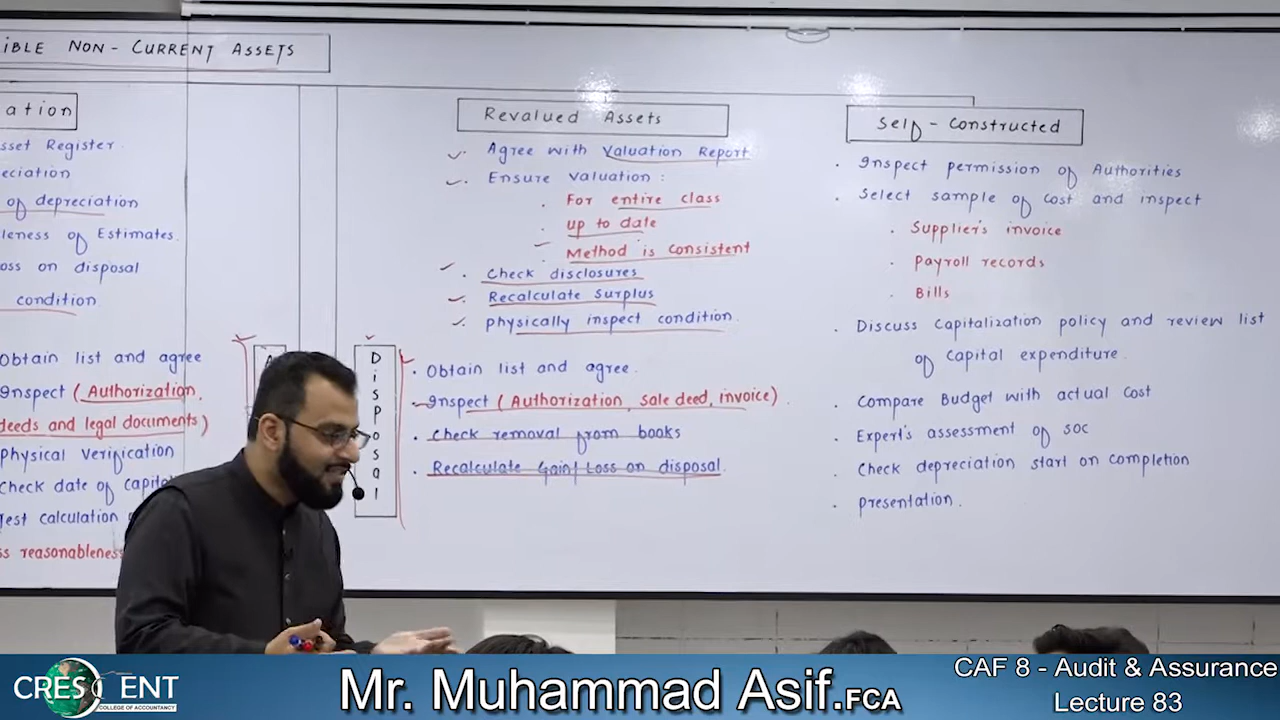 IBLE NON-CURRENT ASSETS
ation
sset Register
eciation
of depreciation
leness of Estimates.
oss on disposal
condition
Obtain list and agree
Inspect (Authorization,
deeds and legal documents)
Physical verification
Check date of
Test calculation
ss reasonableness
Revalued Assets
Agree with Valuation Report
Ensure valuation :
For entire class
up to date
Method is consistent
Check disclosures
Recalculate Surplus
Physically inspect condition.
Disposal
Obtain list and agree.
Inspect (Authorization, sale deed, invoice).
Check removal from books
Recalculate Gain/Loss on disposal.
Self-Constructed
Inspect permission of Authorities
Select sample of cost and inspect
Supplier's invoice
Payroll records
Bills
Discuss Capitalization policy and review list
of capital expenditure.
Compare Budget with actual Cost
Expert's assessment of SOC
Check depreciation start on completion
presentation.
CRESCENT
COLLEGE OF ACCOUNTANCY
Mr. Muhammad Asif.FCA
CAF 8 - Audit & Assurance
Lecture 83